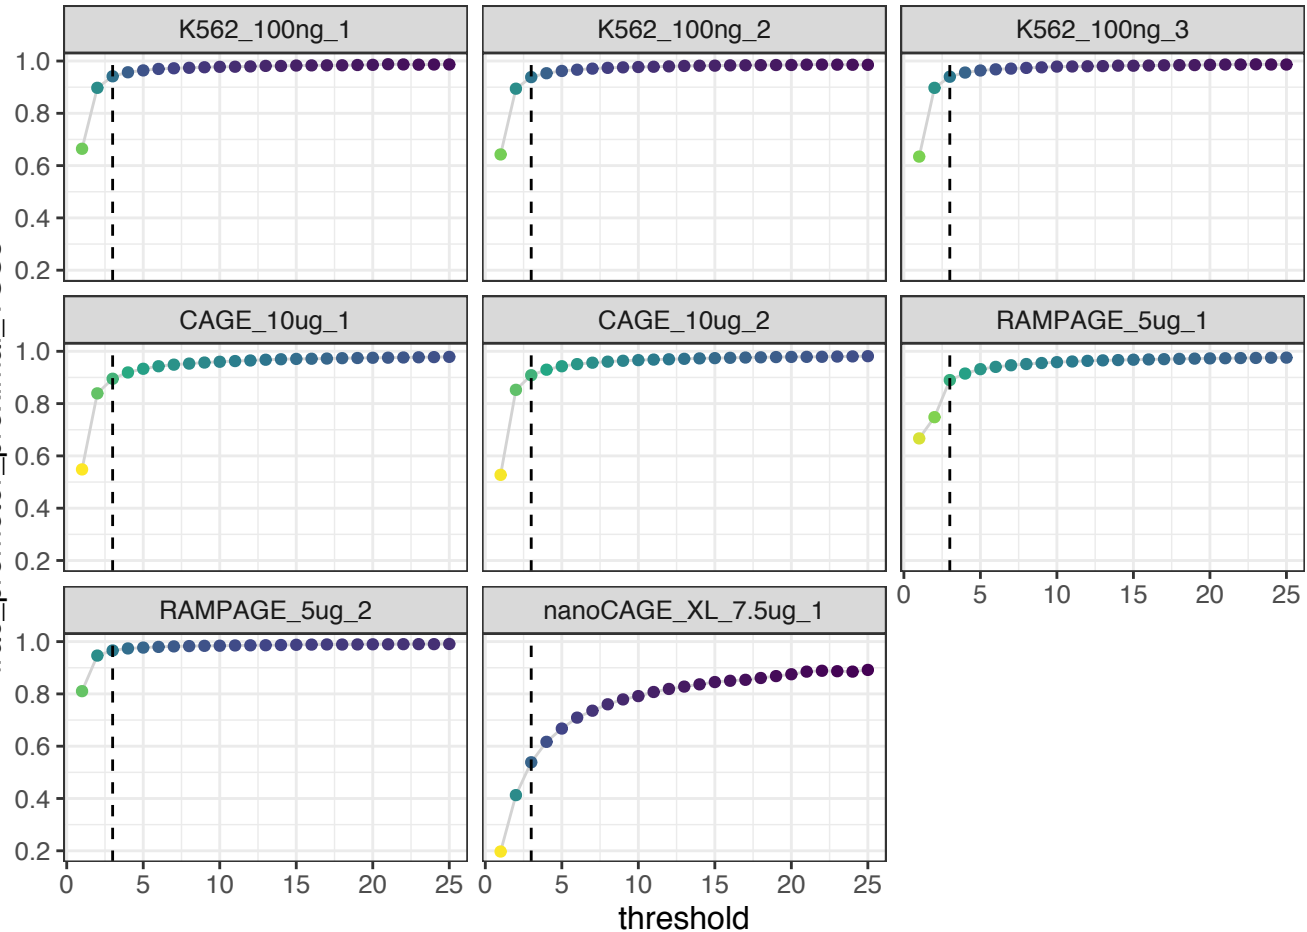 K562_100ng_1 K562_100ng_2 K562_100ng_3
1.0
0.8
0.6
0.4
0.2
CAGE_10ug_1 CAGE_10ug_2 RAMPAGE_5ug_1
1.0
0.8
0.6
0.4
0.2
0 5 10 15 20 25
RAMPAGE_5ug_2 nanoCAGE_XL_7.5ug_1
1.0
0.8
0.6
0.4
0.2
0 5 10 15 20 25 0 5 10 15 20 25
threshold